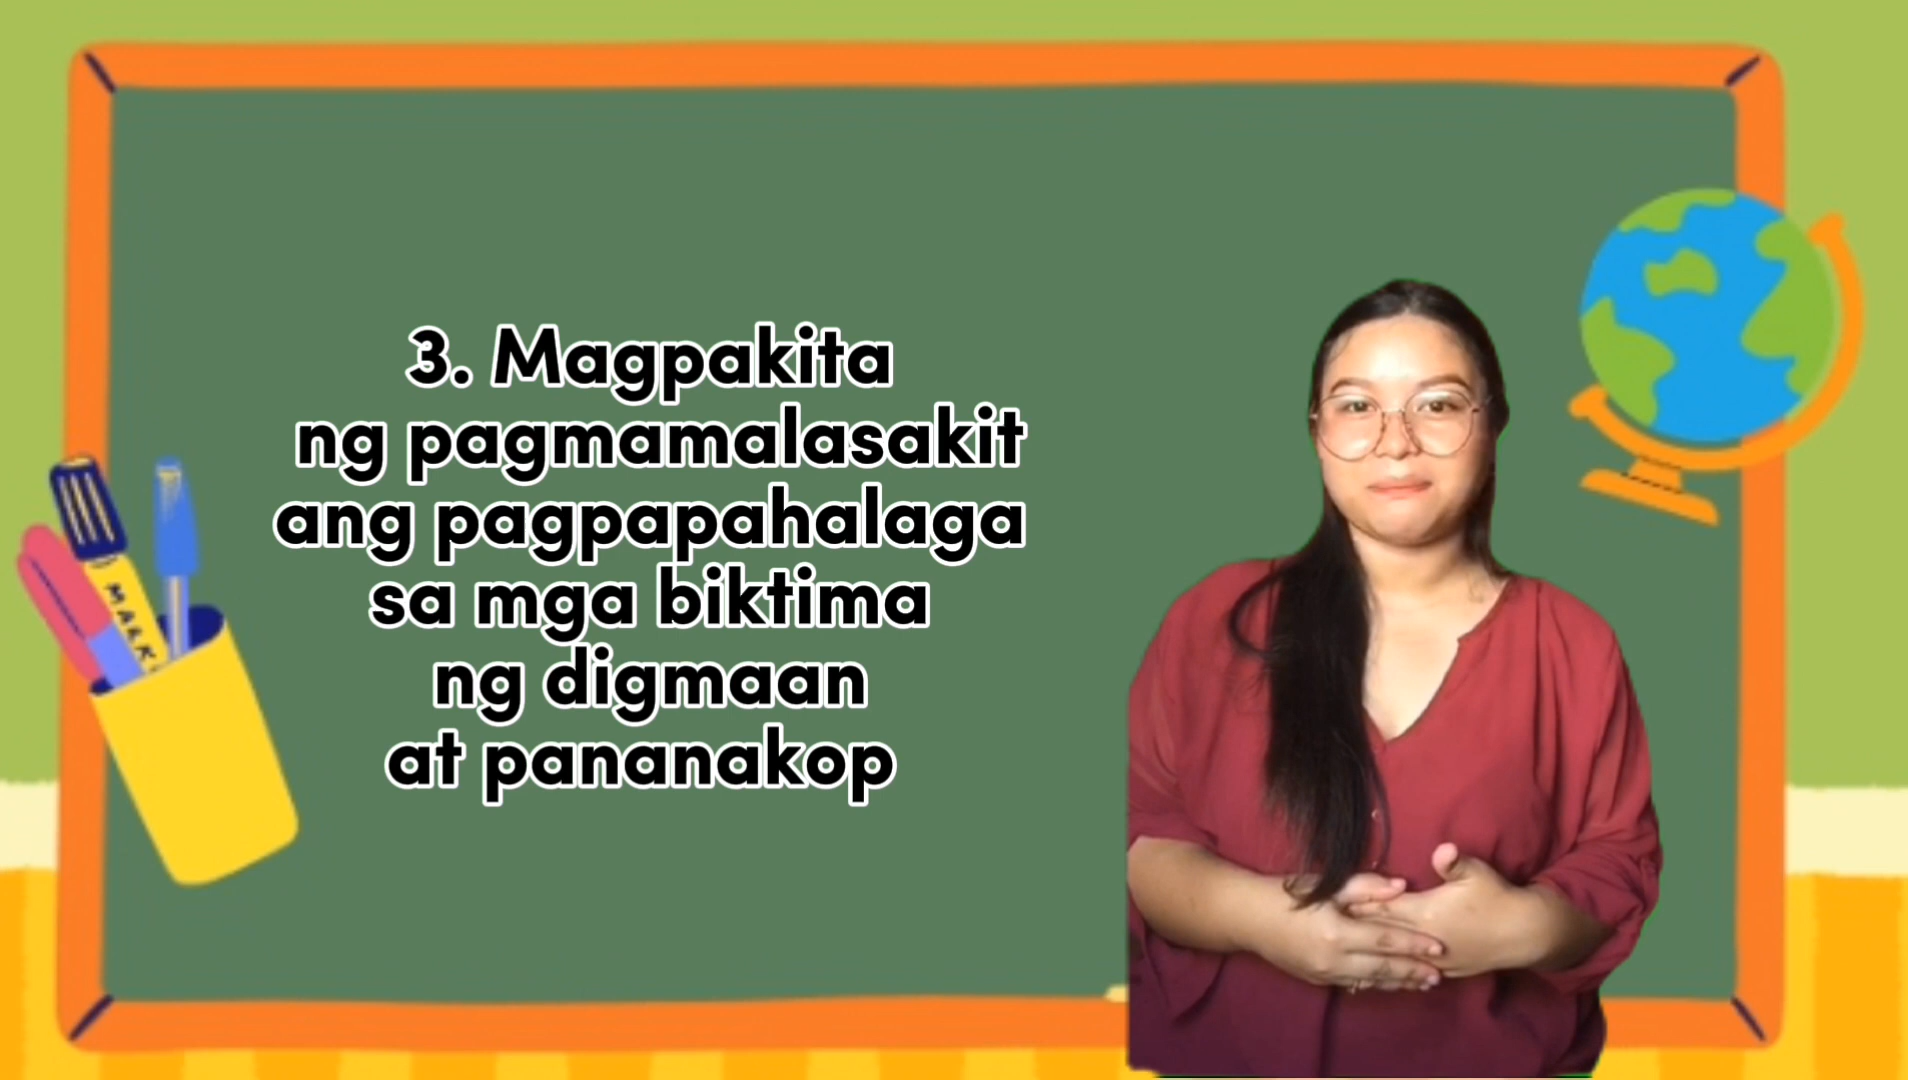 3. Magpakita
ng pagmamalasakit
ang pagpapahalaga
sa mga biktima
ng digmaan
at pananakop